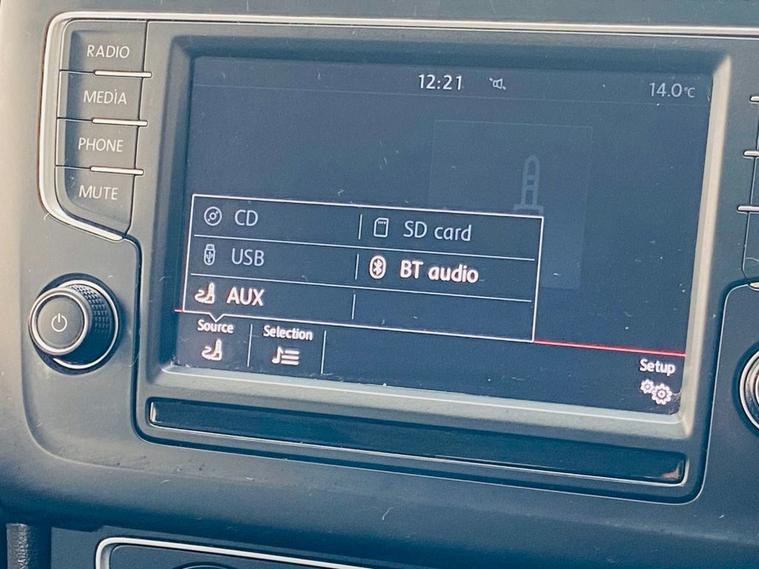 RADIO
MEDIA
PHONE
MUTE
12:21
14.0°C
CD
SD card
USB
BT audio
AUX
Source
Selection
Setup